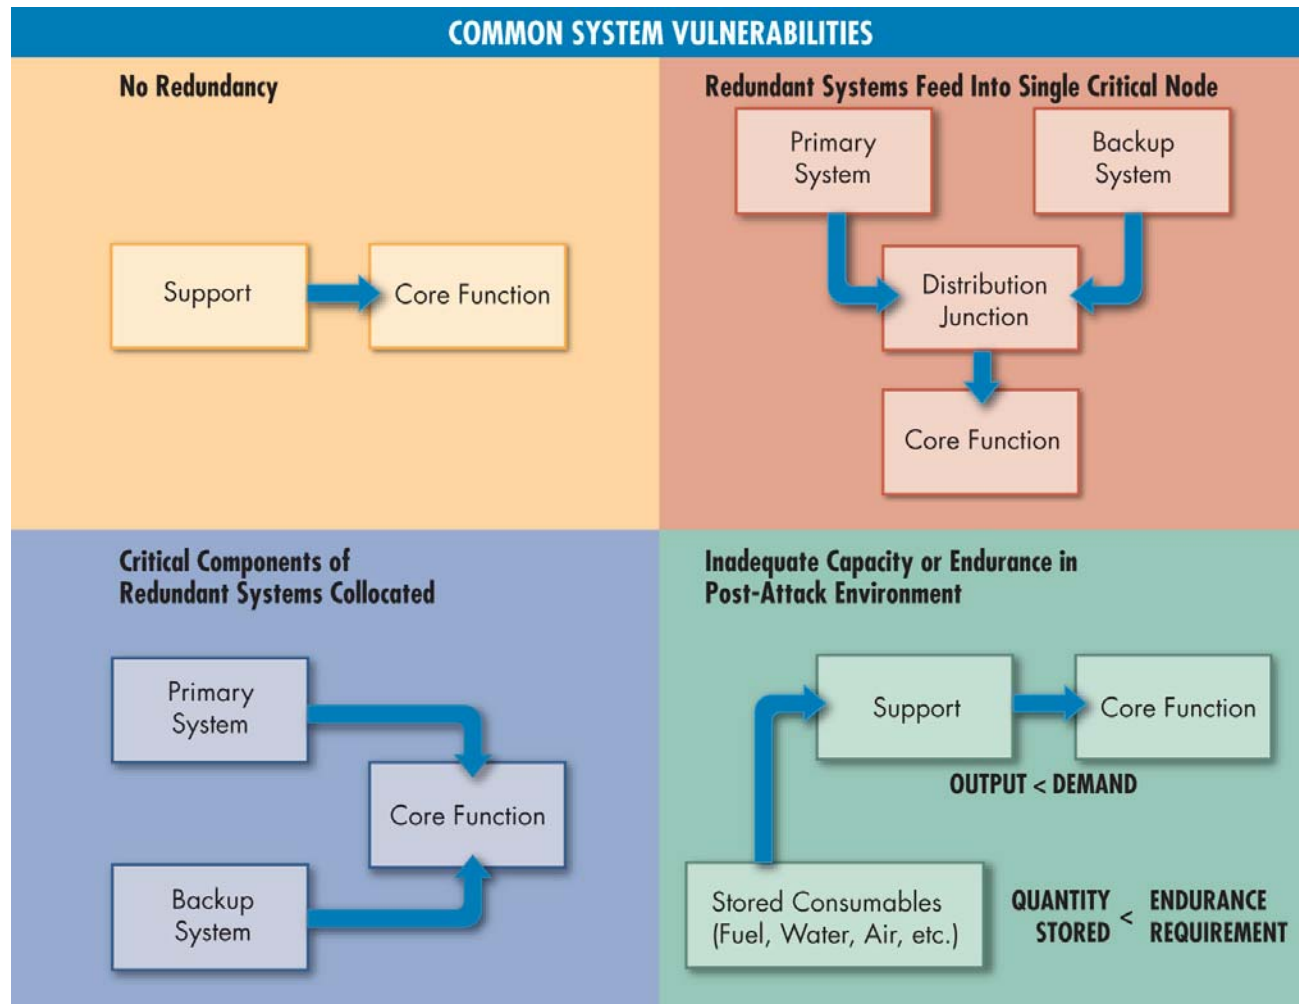 COMMON SYSTEM VULNERABILITIES
No Redundancy
Support
Core Function
Redundant Systems Feed Into Single Critical Node
Primary
System
Backup
System
Distribution
Junction
Core Function
Critical Components of
Redundant Systems Collocated
Primary
System
Core Function
Backup
System
Inadequate Capacity or Endurance in
Post-Attack Environment
Support
Core Function
OUTPUT < DEMAND
Stored Consumables
(Fuel, Water, Air, etc.)
QUANTITY
STORED
<
ENDURANCE
REQUIREMENT